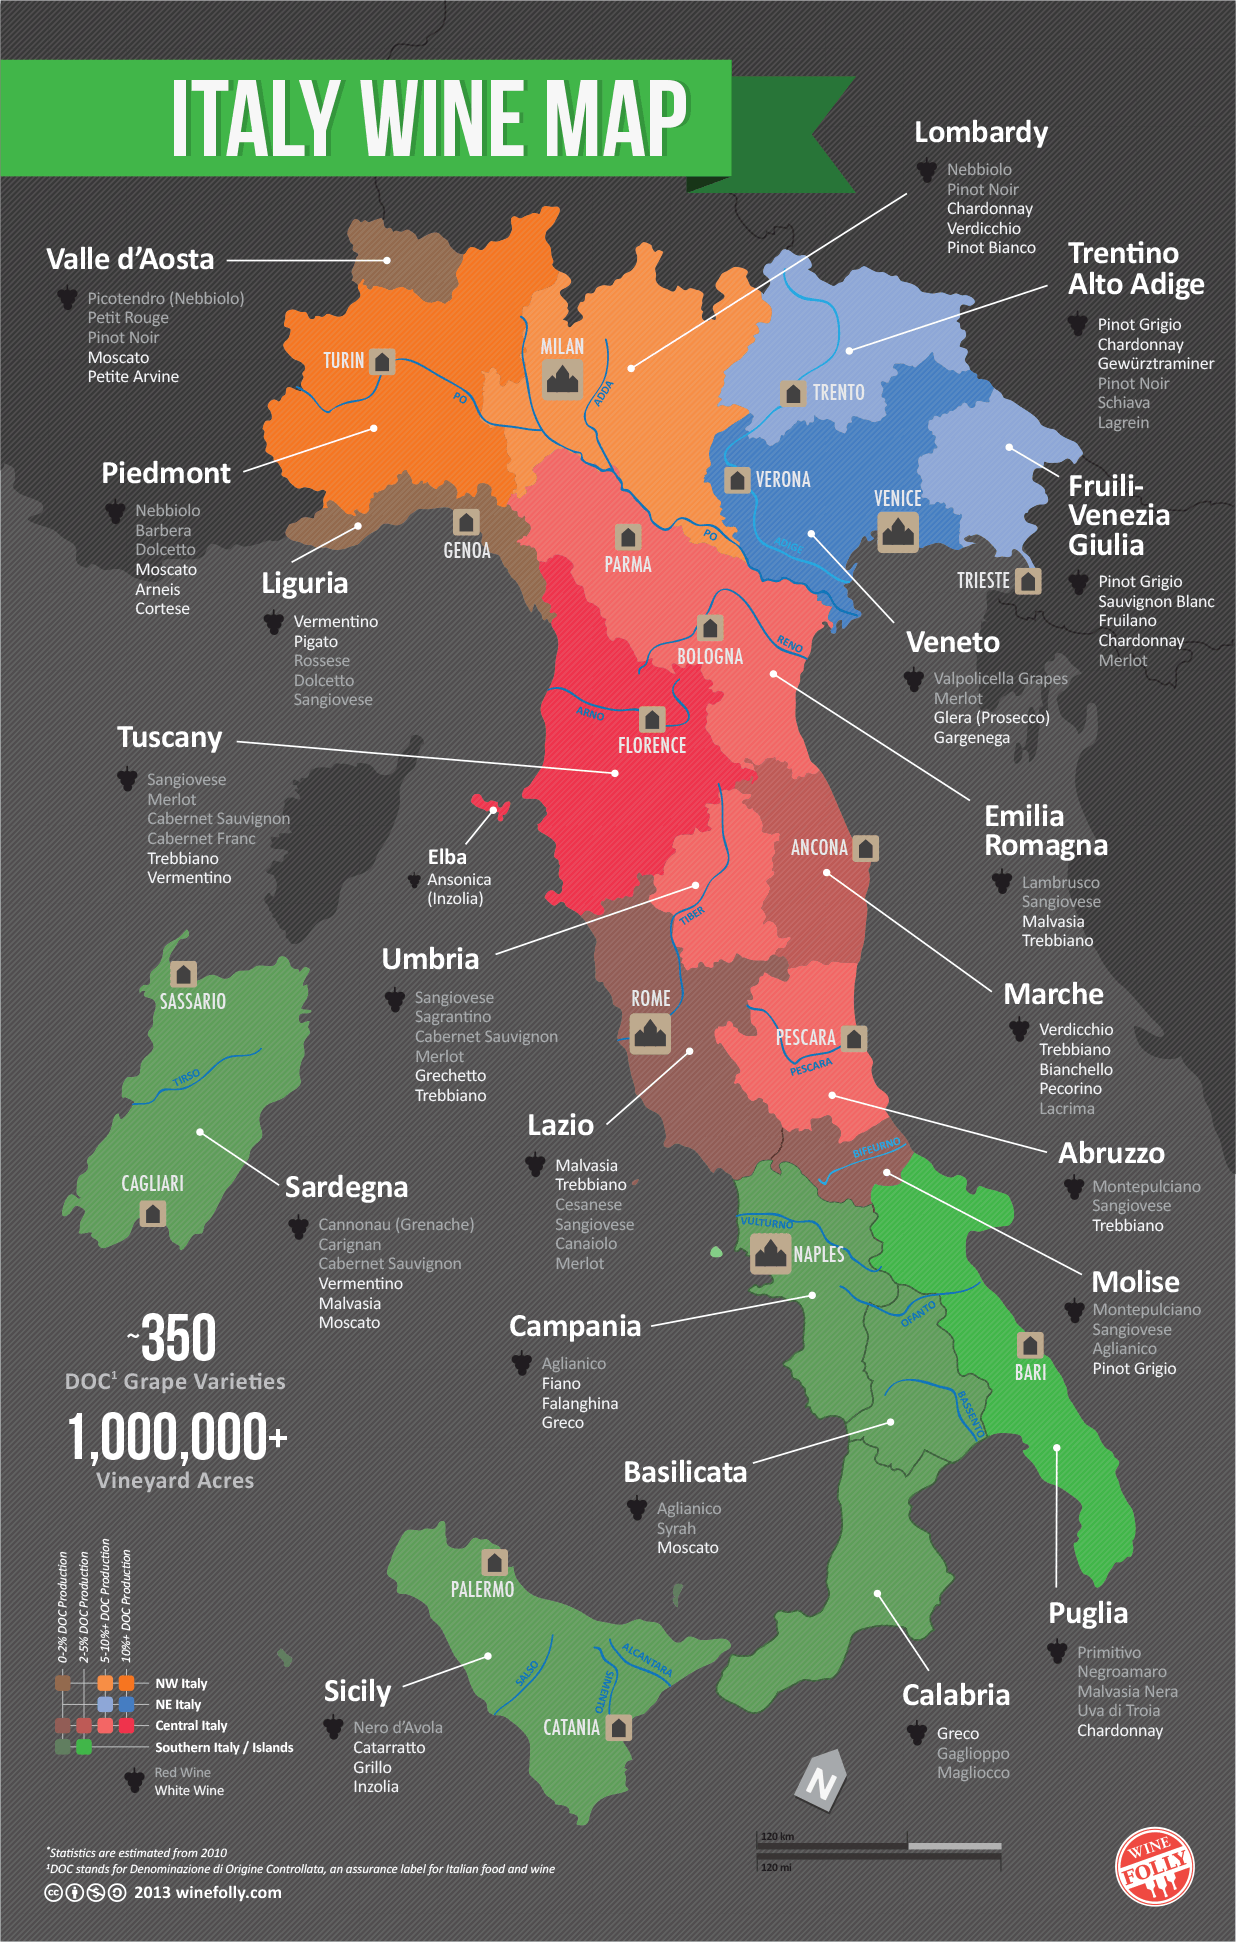 ITALY WINE MAP
Lombardy
Nebbiolo
Pinot Noir
Chardonnay
Verdicchio
Pinot Bianco
Valle d'Aosta
Picotendro (Nebbiolo)
Petit Rouge
Pinot Noir
Moscato
Petite Arvine
Trentino
Alto Adige
Pinot Grigio
Chardonnay
Gewürztraminer
Pinot Noir
Schiava
Lagrein
TURIN
MILAN
PO
ADDA
TRENTO
Piedmont
Nebbiolo
Barbera
Dolcetto
Moscato
Arneis
Cortese
VERONA
VENICE
ADIGE
PO
Fruili-
Venezia
Giulia
Pinot Grigio
Sauvignon Blanc
Fruilano
Chardonnay
Merlot
GENOA
PARMA
TRIESTE
Liguria
Vermentino
Pigato
Rossese
Dolcetto
Sangiovese
BOLOGNA
RENO
Veneto
Valpolicella Grapes
Merlot
Glera (Prosecco)
Gargenega
Tuscany
Sangiovese
Merlot
Cabernet Sauvignon
Cabernet Franc
Trebbiano
Vermentino
ARNO
FLORENCE
Elba
Ansonica
(Inzolia)
Emilia
Romagna
Lambrusco
Sangiovese
Malvasia
Trebbiano
ANCONA
TIBER
Umbria
Sangiovese
Sagrantino
Cabernet Sauvignon
Merlot
Grechetto
Trebbiano
Marche
Verdicchio
Trebbiano
Bianchello
Pecorino
Lacrima
SASSARIO
TIRSO
CAGLIARI
ROME
PESCARA
PESCARA
Lazio
Malvasia
Trebbiano
Cesanese
Sangiovese
Canaiolo
Merlot
Abruzzo
Montepulciano
Sangiovese
Trebbiano
BIFEURNO
Sardegna
Cannonau (Grenache)
Carignan
Cabernet Sauvignon
Vermentino
Malvasia
Moscato
VULTURNO
NAPLES
OFANTO
Molise
Montepulciano
Sangiovese
Aglianico
Pinot Grigio
~350
DOC¹ Grape Varieties
1,000,000+
Vineyard Acres
Campania
Aglianico
Fiano
Falanghina
Greco
BARI
BASSENTO
Basilicata
Aglianico
Syrah
Moscato
PALERMO
SALSO
SIMENTO
ALCANTARA
CATANIA
Puglia
Primitivo
Negroamaro
Malvasia Nera
Uva di Troia
Chardonnay
Sicily
Nero d'Avola
Catarratto
Grillo
Inzolia
Calabria
Greco
Gaglioppo
Magliocco
0-2% DOC Production
2-5% DOC Production
5-10%+ DOC Production
10%+ DOC Production
NW Italy
NE Italy
Central Italy
Southern Italy / Islands
Red Wine
White Wine
N
120 km
120 mi
*Statistics are estimated from 2010
¹DOC stands for Denominazione di Origine Controllata, an assurance label for Italian food and wine
cc 2013 winefolly.com
WINE
FOLLY